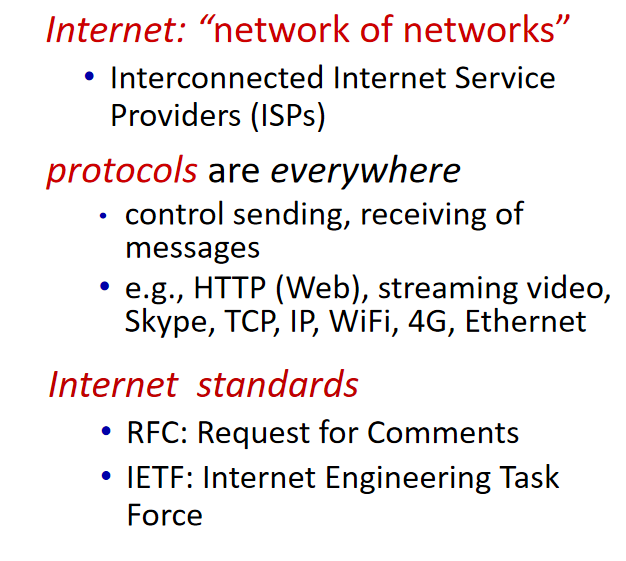 Internet: “network of networks”
• Interconnected Internet Service
Providers (ISPs)
protocols are everywhere
• control sending, receiving of
messages
• e.g., HTTP (Web), streaming video,
Skype, TCP, IP, WiFi, 4G, Ethernet
Internet standards
• RFC: Request for Comments
• IETF: Internet Engineering Task
Force